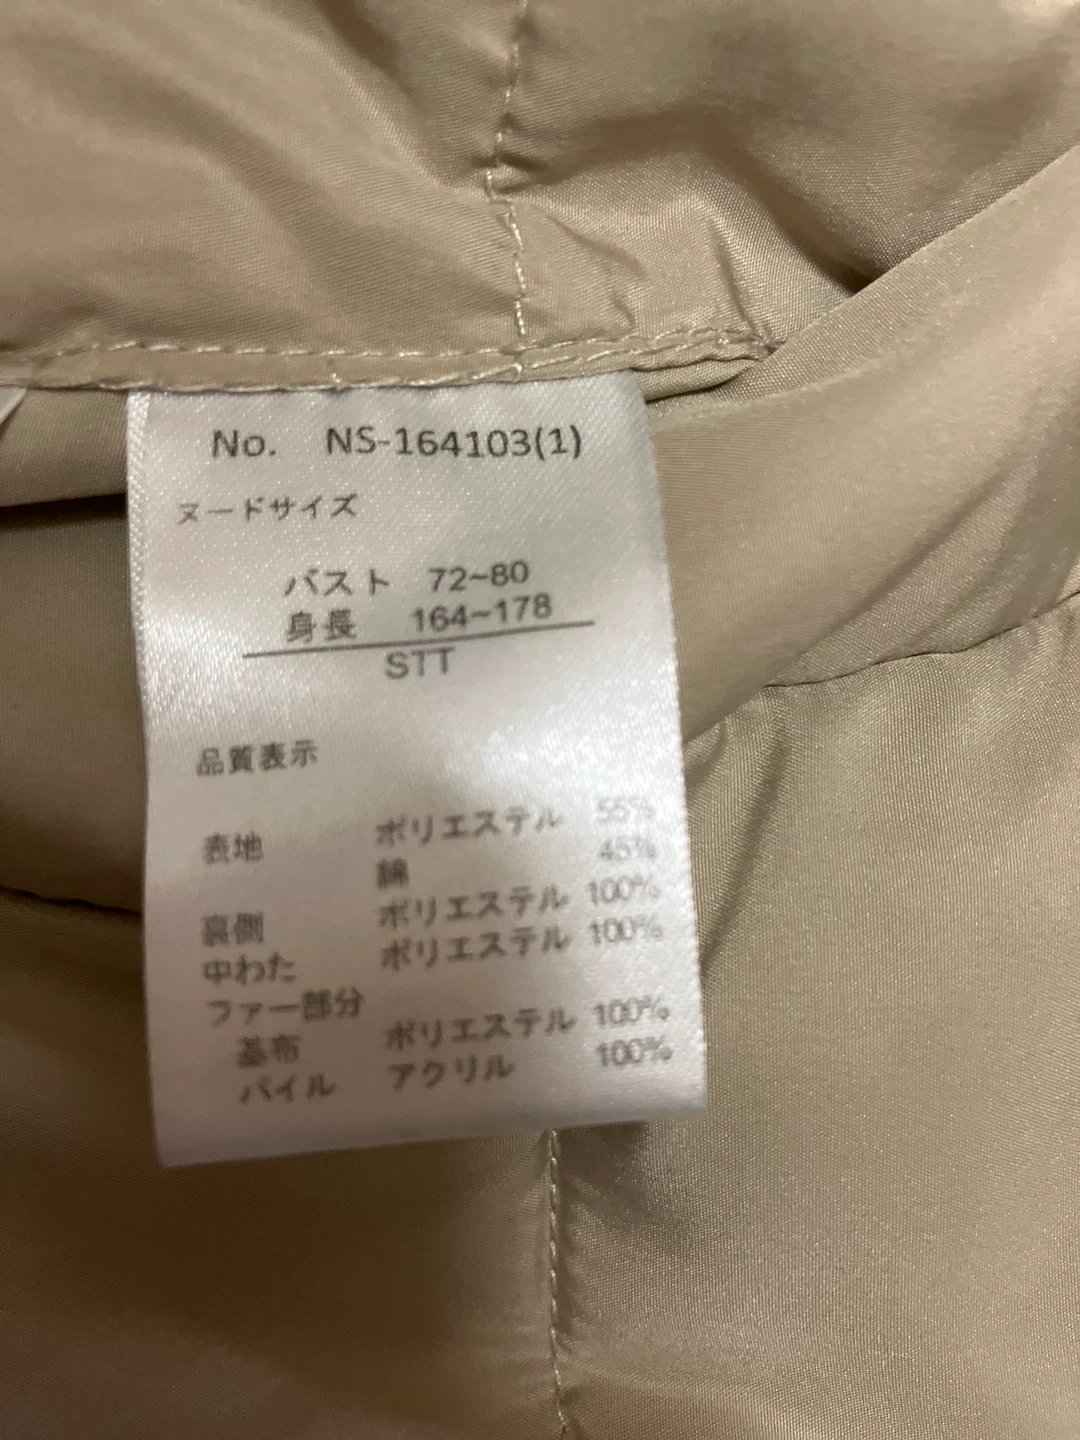 No. NS-164103(1)
ヌードサイズ
バスト 72~80
身長 164~178
STT
品質表示
表地 ポリエステル 55%
綿 45%
裏側 ポリエステル 100%
中わた ポリエステル 100%
ファー部分
基布 ポリエステル 100%
パイル アクリル 100%